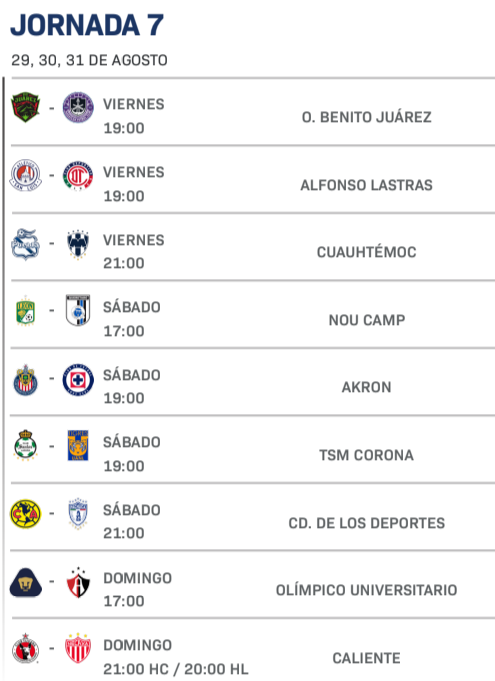 JORNADA 7
29, 30, 31 DE AGOSTO
VIERNES
19:00
O. BENITO JUÁREZ
VIERNES
19:00
ALFONSO LASTRAS
VIERNES
21:00
CUAUHTÉMOC
SÁBADO
17:00
NOU CAMP
SÁBADO
19:00
AKRON
SÁBADO
19:00
TSM CORONA
SÁBADO
21:00
CD. DE LOS DEPORTES
DOMINGO
17:00
OLÍMPICO UNIVERSITARIO
DOMINGO
21:00 HC / 20:00 HL
CALIENTE